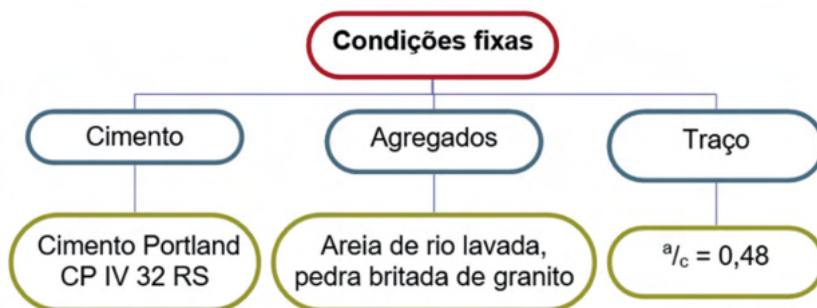 Condições fixas
Cimento
Agregados
Traço
Cimento Portland
CP IV 32 RS
Areia de rio lavada,
pedra britada de granito
a/c = 0,48